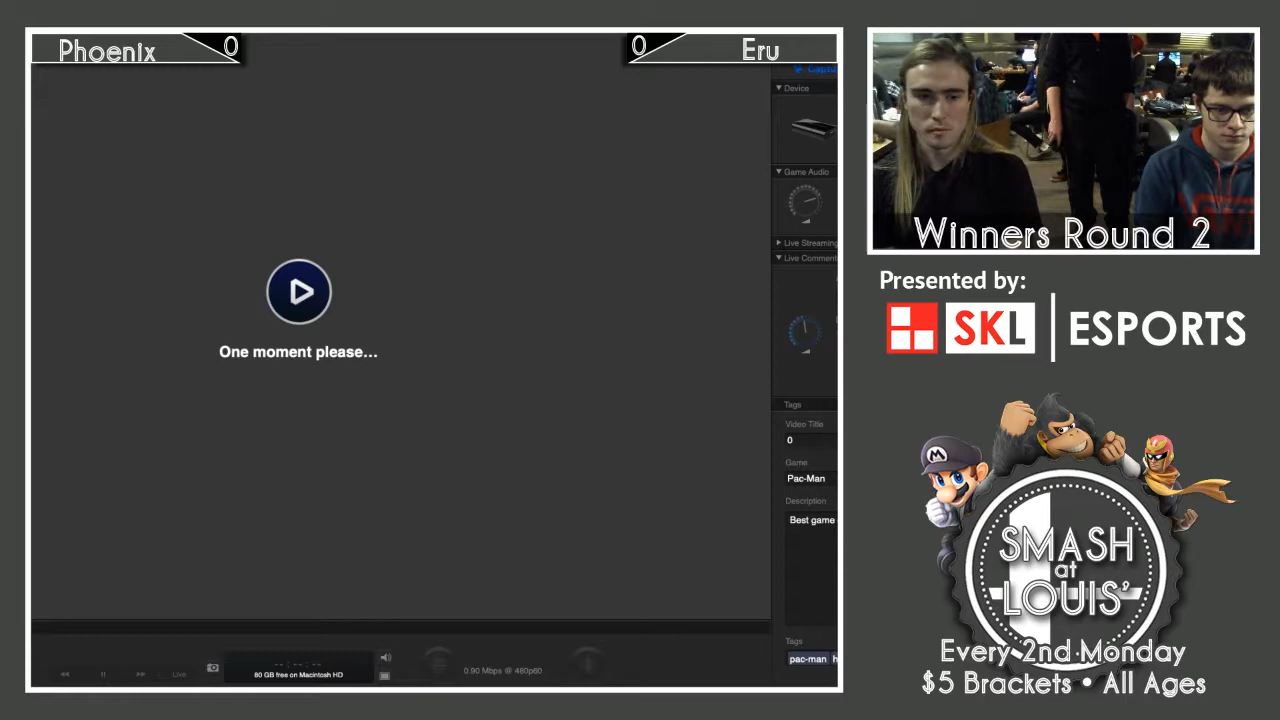 Phoenix 0
0 Eru
Device
Game Audio
Live Streaming
Tags
Video Title
0
Game
Pac-Man
Description
Best game
Tags
pac-man h
One moment please...
-- : -- : --
80 GB free on Macintosh HD
Live
0.90 Mbps @ 480p60
Winners Round 2
Presented by:
SKL | ESPORTS
M
SMASH
at
LOUIS'
Every 2nd Monday
$5 Brackets • All Ages